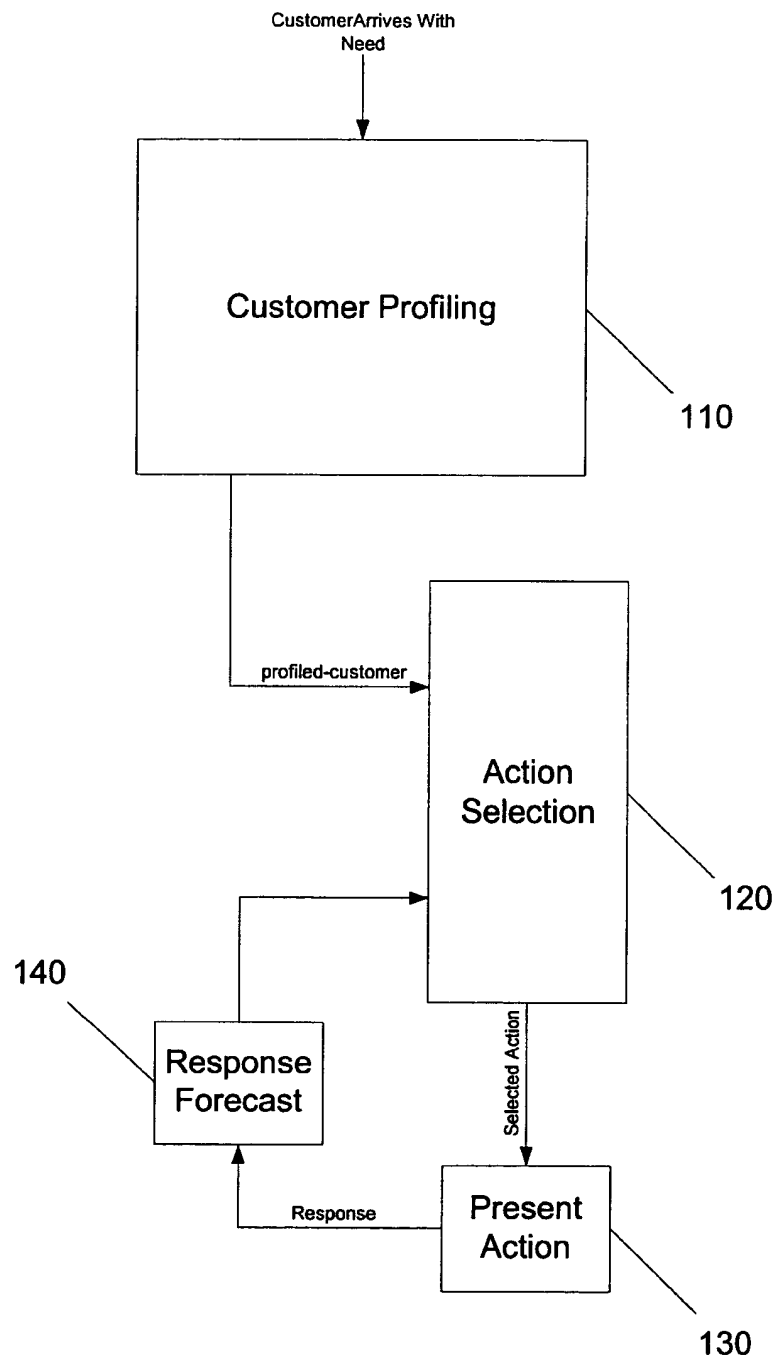 CustomerArrives With
Need
Customer Profiling
110
profiled-customer
Action
Selection
120
140
Response
Forecast
Selected Action
Response
Present
Action
130